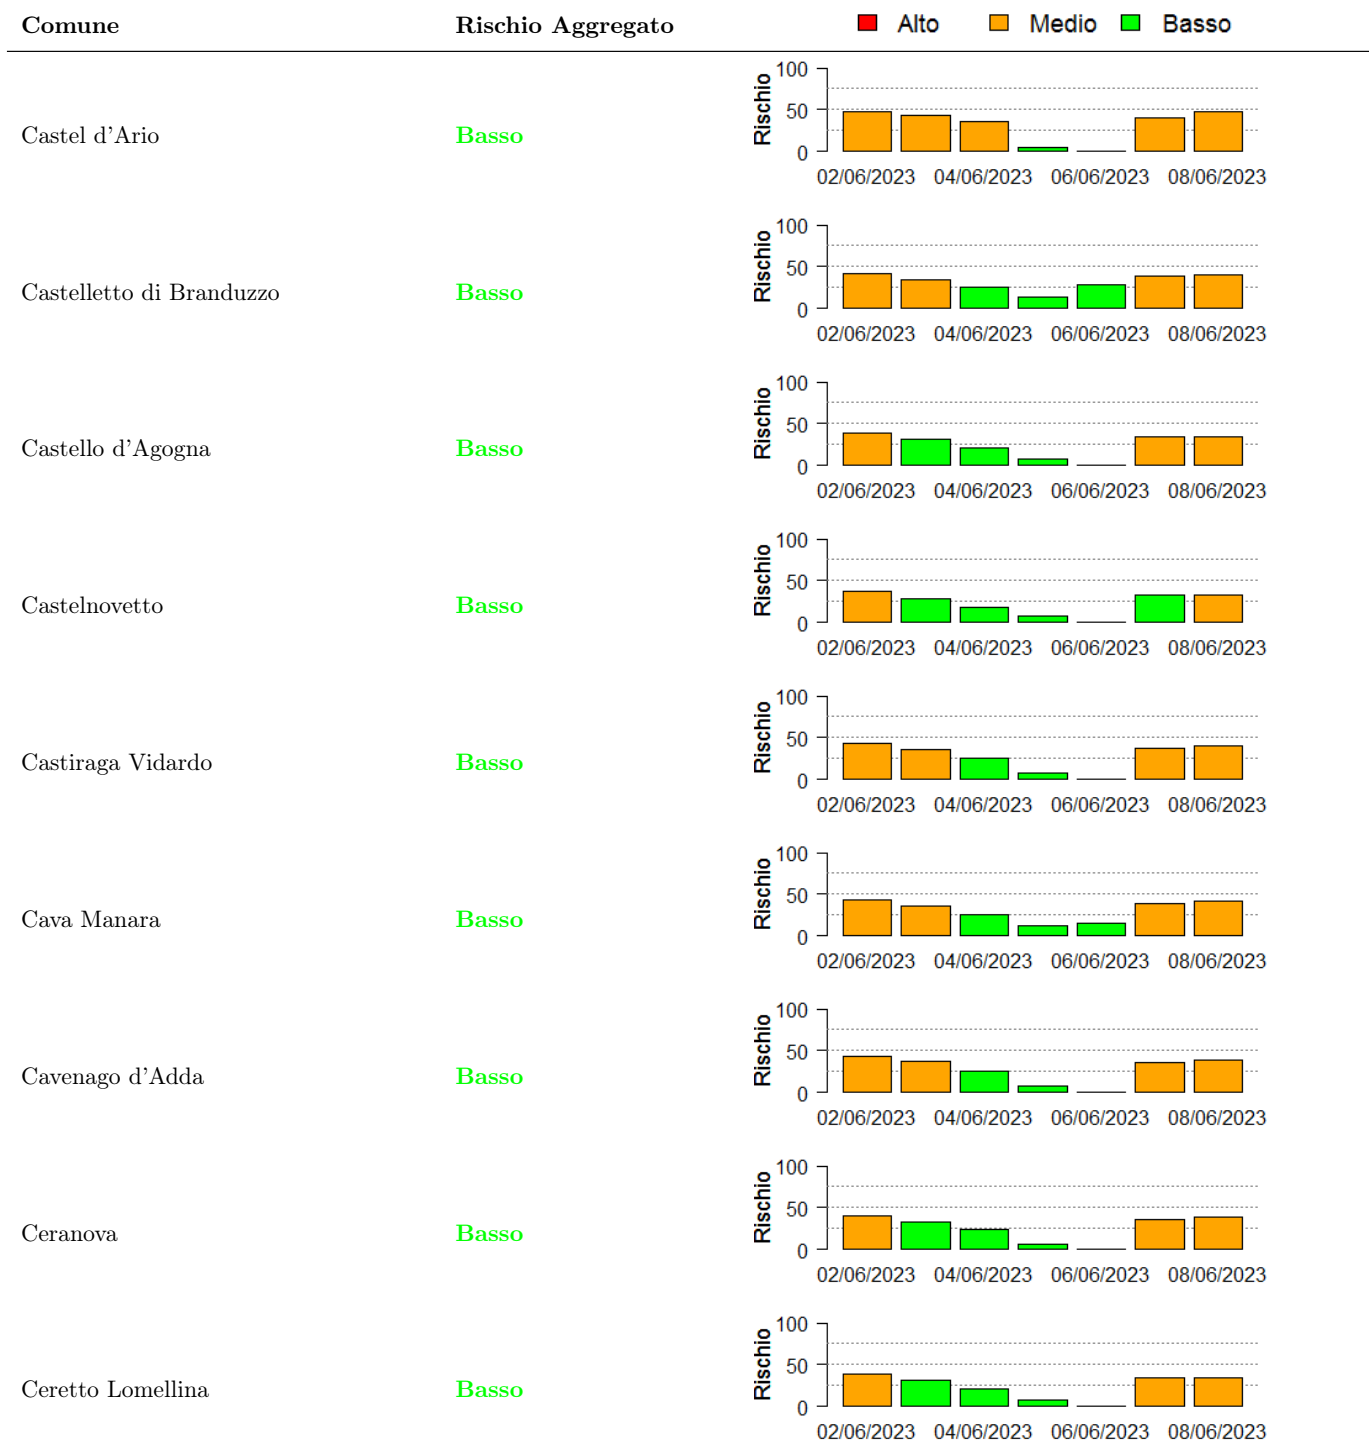 Comune Rischio Aggregato Alto Medio Basso
100
50
0
Rischio
Castel d'Ario Basso
02/06/2023 04/06/2023 06/06/2023 08/06/2023
100
50
0
Rischio
Castelletto di Branduzzo Basso
02/06/2023 04/06/2023 06/06/2023 08/06/2023
100
50
0
Rischio
Castello d'Agogna Basso
02/06/2023 04/06/2023 06/06/2023 08/06/2023
100
50
0
Rischio
Castelnovetto Basso
02/06/2023 04/06/2023 06/06/2023 08/06/2023
100
50
0
Rischio
Castiraga Vidardo Basso
02/06/2023 04/06/2023 06/06/2023 08/06/2023
100
50
0
Rischio
Cava Manara Basso
02/06/2023 04/06/2023 06/06/2023 08/06/2023
100
50
0
Rischio
Cavenago d'Adda Basso
02/06/2023 04/06/2023 06/06/2023 08/06/2023
100
50
0
Rischio
Ceranova Basso
02/06/2023 04/06/2023 06/06/2023 08/06/2023
100
50
0
Rischio
Ceretto Lomellina Basso
02/06/2023 04/06/2023 06/06/2023 08/06/2023